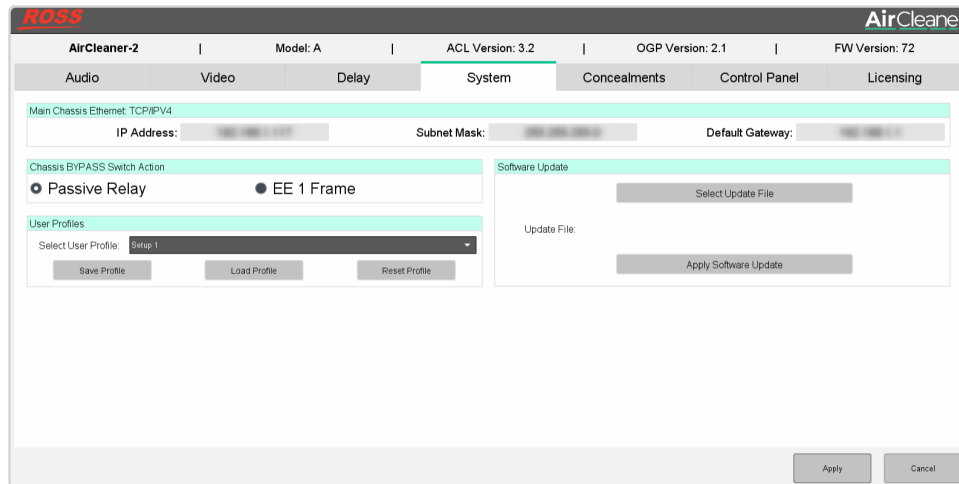 ROSS
AirCleane
AirCleaner-2 | Model: A | ACL Version: 3.2 | OGP Version: 2.1 | FW Version: 72
Audio Video Delay System Concealments Control Panel Licensing
Main Chassis Ethernet TCP/IPV4
IP Address: Subnet Mask: Default Gateway:
Chassis BYPASS Switch Action
Passive Relay EE 1 Frame
Software Update
Select Update File
Update File:
Apply Software Update
User Profiles
Select User Profile: Setup 1
Save Profile Load Profile Reset Profile
Apply Cancel